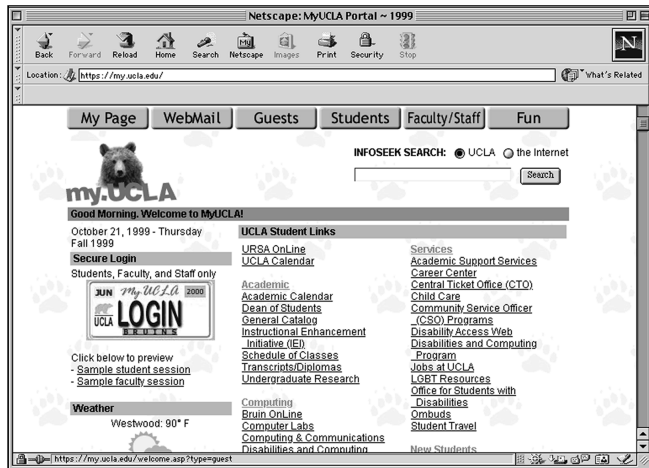 Netscape: MyUCLA Portal ~ 1999
Back Forward Reload Home Search Netscape Images Print Security Stop
My
N
Location: https://my.ucla.edu/ What's Related
My Page WebMail Guests Students Faculty/Staff Fun
my.UCLA
INFOSEEK SEARCH: UCLA the Internet
Search
Good Morning. Welcome to MyUCLA!
October 21, 1999 - Thursday
Fall 1999
Secure Login
Students, Faculty, and Staff only
JUN My UCLA 2000
UCLA LOGIN
BRUINS
Click below to preview
- Sample student session
- Sample faculty session
Weather
Westwood: 90° F
UCLA Student Links
URSA OnLine
UCLA Calendar
Academic
Academic Calendar
Dean of Students
General Catalog
Instructional Enhancement
Initiative (IEI)
Schedule of Classes
Transcripts/Diplomas
Undergraduate Research
Computing
Bruin OnLine
Computer Labs
Computing & Communications
Disabilities and Computing
Services
Academic Support Services
Career Center
Central Ticket Office (CTO)
Child Care
Community Service Officer
(CSO) Programs
Disability Access Web
Disabilities and Computing
Program
Jobs at UCLA
LGBT Resources
Office for Students with
Disabilities
Ombuds
Student Travel
New Students
https://my.ucla.edu/welcome.asp?type=guest